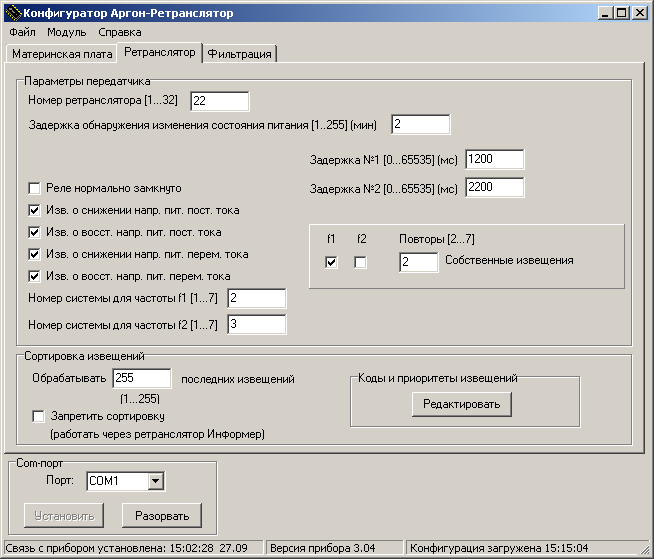 Конфигуратор Аргон-Ретранслятор
Файл Модуль Справка
Материнская плата Ретранслятор Фильтрация
Параметры передатчика
Номер ретранслятора [1...32] 22
Задержка обнаружения изменения состояния питания [1..255] (мин) 2
Задержка №1 [0...65535] (мс) 1200
Реле нормально замкнуто
Задержка №2 [0...65535] (мс) 2200
Изв. о снижении напр. пит. пост. тока
Изв. о восст. напр. пит. пост. тока
Изв. о снижении напр. пит. перем. тока
Изв. о восст. напр. пит. перем. тока
f1 f2 Повторы [2...7]
2 Собственные извещения
Номер системы для частоты f1 [1...7] 2
Номер системы для частоты f2 [1...7] 3
Сортировка извещений
Обрабатывать 255 последних извещений
(1...255)
Запретить сортировку
(работать через ретранслятор Информер)
Коды и приоритеты извещений
Редактировать
Com-порт
Порт: COM1
Установить Разорвать
Связь с прибором установлена: 15:02:28 27.09 Версия прибора 3.04 Конфигурация загружена 15:15:04